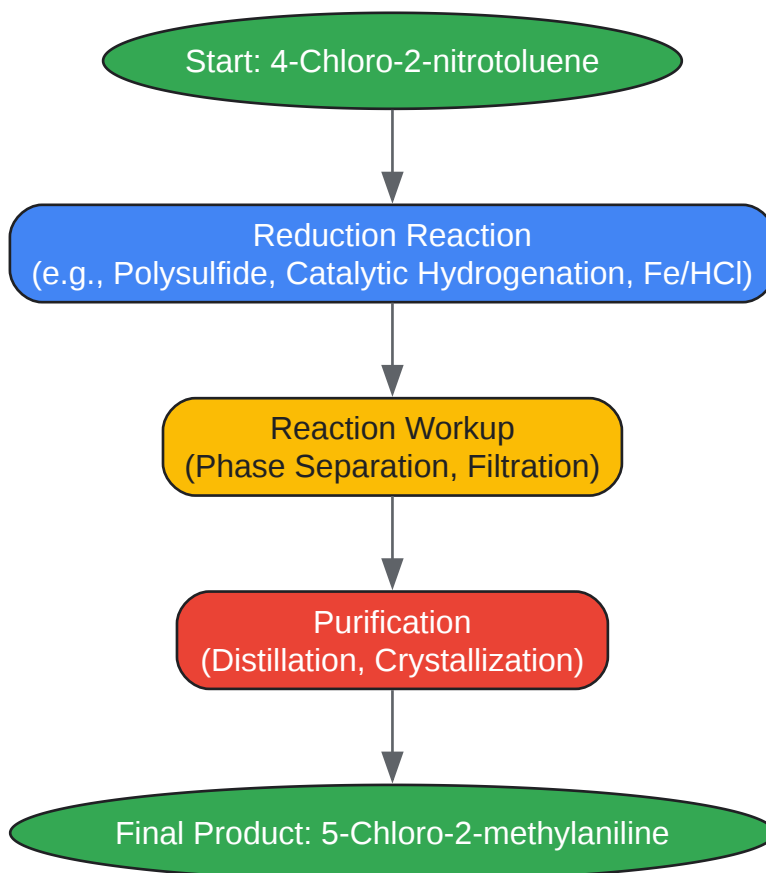 Start: 4-Chloro-2-nitrotoluene
Reduction Reaction
(e.g., Polysulfide, Catalytic Hydrogenation, Fe/HCl)
Reaction Workup
(Phase Separation, Filtration)
Purification
(Distillation, Crystallization)
Final Product: 5-Chloro-2-methylaniline